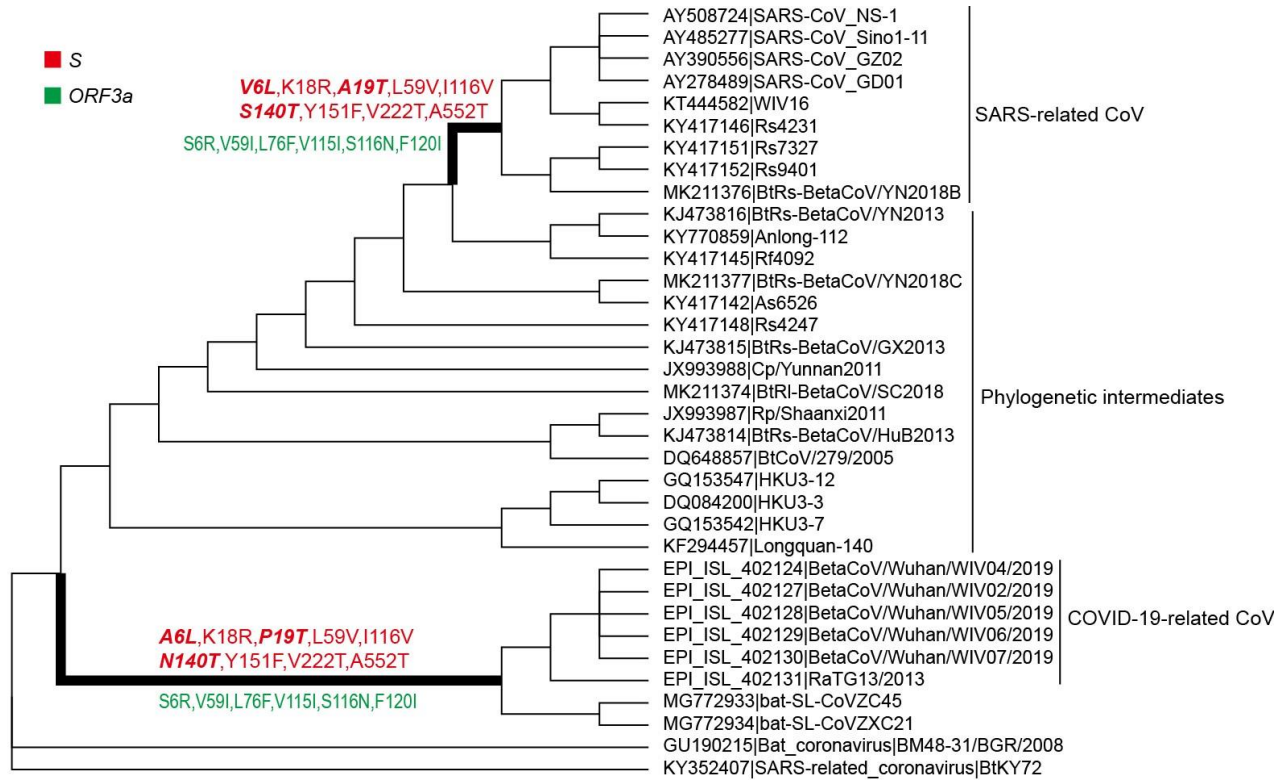 S
ORF3a
V6L,K18R,A19T,L59V,I116V
S140T,Y151F,V222T,A552T
S6R,V59I,L76F,V115I,S116N,F120I
AY508724|SARS-CoV_NS-1
AY485277|SARS-CoV_Sino1-11
AY390556|SARS-CoV_GZ02
AY278489|SARS-CoV_GD01
KT444582|WIV16
KY417146|Rs4231
KY417151|Rs7327
KY417152|Rs9401
MK211376|BtRs-BetaCoV/YN2018B
SARS-related CoV
KJ473816|BtRs-BetaCoV/YN2013
KY770859|Anlong-112
KY417145|Rf4092
MK211377|BtRs-BetaCoV/YN2018C
KY417142|As6526
KY417148|Rs4247
KJ473815|BtRs-BetaCoV/GX2013
JX993988|Cp/Yunnan2011
MK211374|BtRl-BetaCoV/SC2018
JX993987|Rp/Shaanxi2011
KJ473814|BtRs-BetaCoV/HuB2013
DQ648857|BtCoV/279/2005
GQ153547|HKU3-12
DQ084200|HKU3-3
GQ153542|HKU3-7
KF294457|Longquan-140
Phylogenetic intermediates
EPI_ISL_402124|BetaCoV/Wuhan/WIV04/2019
EPI_ISL_402127|BetaCoV/Wuhan/WIV02/2019
EPI_ISL_402128|BetaCoV/Wuhan/WIV05/2019
EPI_ISL_402129|BetaCoV/Wuhan/WIV06/2019
EPI_ISL_402130|BetaCoV/Wuhan/WIV07/2019
EPI_ISL_402131|RaTG13/2013
COVID-19-related CoV
A6L,K18R,P19T,L59V,I116V
N140T,Y151F,V222T,A552T
S6R,V59I,L76F,V115I,S116N,F120I
MG772933|bat-SL-CoVZC45
MG772934|bat-SL-CoVZXC21
GU190215|Bat_coronavirus|BM48-31/BGR/2008
KY352407|SARS-related_coronavirus|BtKY72